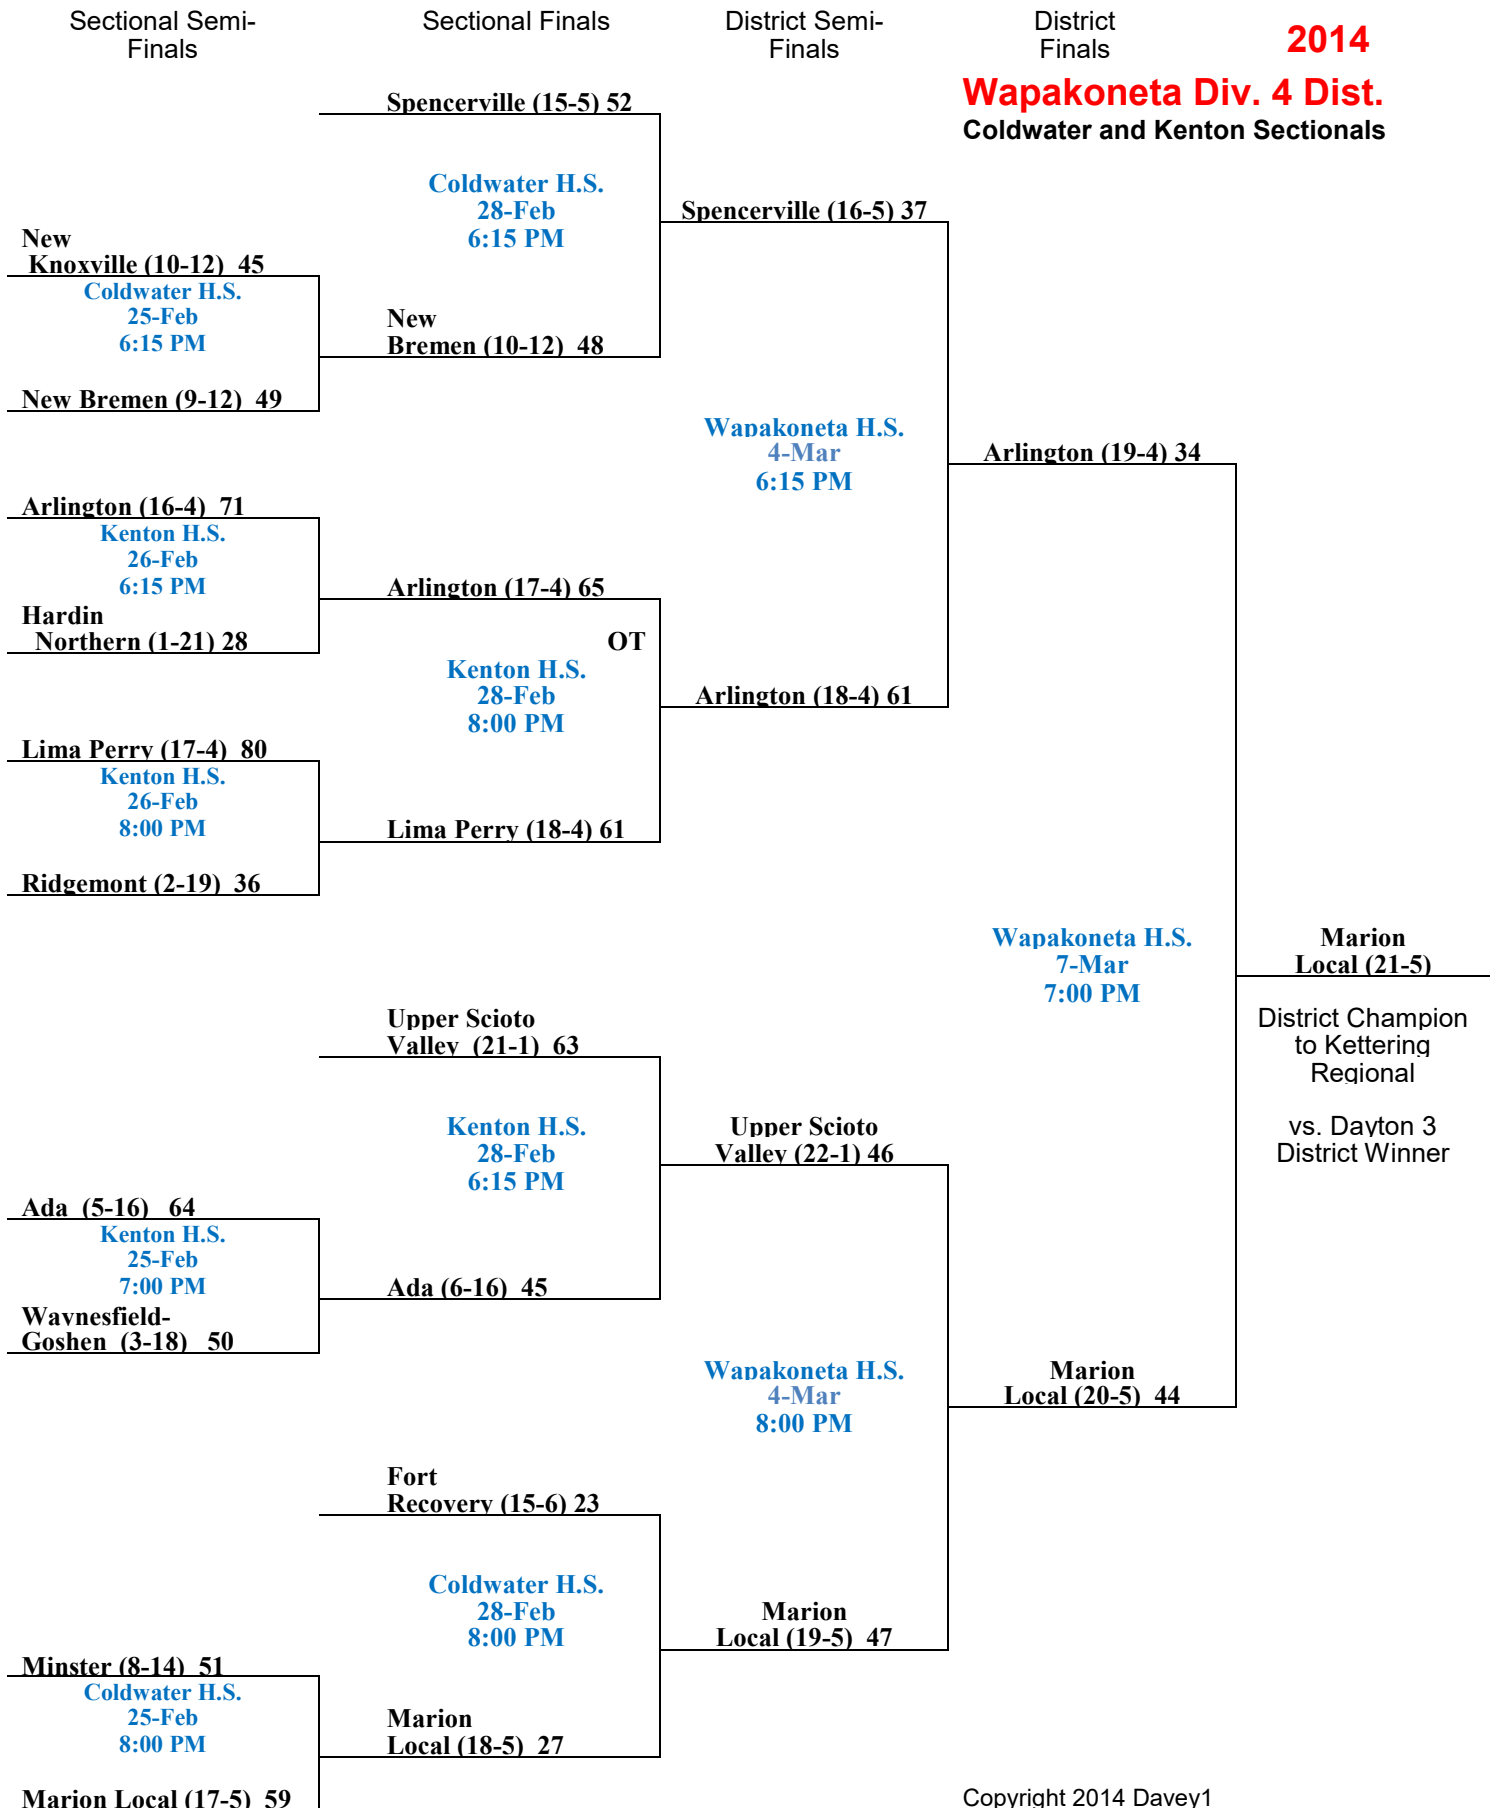 Sectional Semi-
Finals
Sectional Finals
District Semi-
Finals
District
Finals
2014
Wapakoneta Div. 4 Dist.
Coldwater and Kenton Sectionals
Spencerville (15-5) 52
Coldwater H.S.
28-Feb
6:15 PM
Spencerville (16-5) 37
New
Knoxville (10-12) 45
Coldwater H.S.
25-Feb
6:15 PM
New
Bremen (10-12) 48
New Bremen (9-12) 49
Wapakoneta H.S.
4-Mar
6:15 PM
Arlington (19-4) 34
Arlington (16-4) 71
Kenton H.S.
26-Feb
6:15 PM
Arlington (17-4) 65
Hardin
Northern (1-21) 28
OT
Kenton H.S.
28-Feb
8:00 PM
Arlington (18-4) 61
Lima Perry (17-4) 80
Kenton H.S.
26-Feb
8:00 PM
Lima Perry (18-4) 61
Ridgemont (2-19) 36
Wapakoneta H.S.
7-Mar
7:00 PM
Marion
Local (21-5)
District Champion
to Kettering
Regional
vs. Dayton 3
District Winner
Upper Scioto
Valley (21-1) 63
Kenton H.S.
28-Feb
6:15 PM
Upper Scioto
Valley (22-1) 46
Ada (5-16) 64
Kenton H.S.
25-Feb
7:00 PM
Ada (6-16) 45
Waynesfield-
Goshen (3-18) 50
Wapakoneta H.S.
4-Mar
8:00 PM
Marion
Local (20-5) 44
Fort
Recovery (15-6) 23
Coldwater H.S.
28-Feb
8:00 PM
Marion
Local (19-5) 47
Minster (8-14) 51
Coldwater H.S.
25-Feb
8:00 PM
Marion
Local (18-5) 27
Marion Local (17-5) 59
Copyright 2014 Davey1